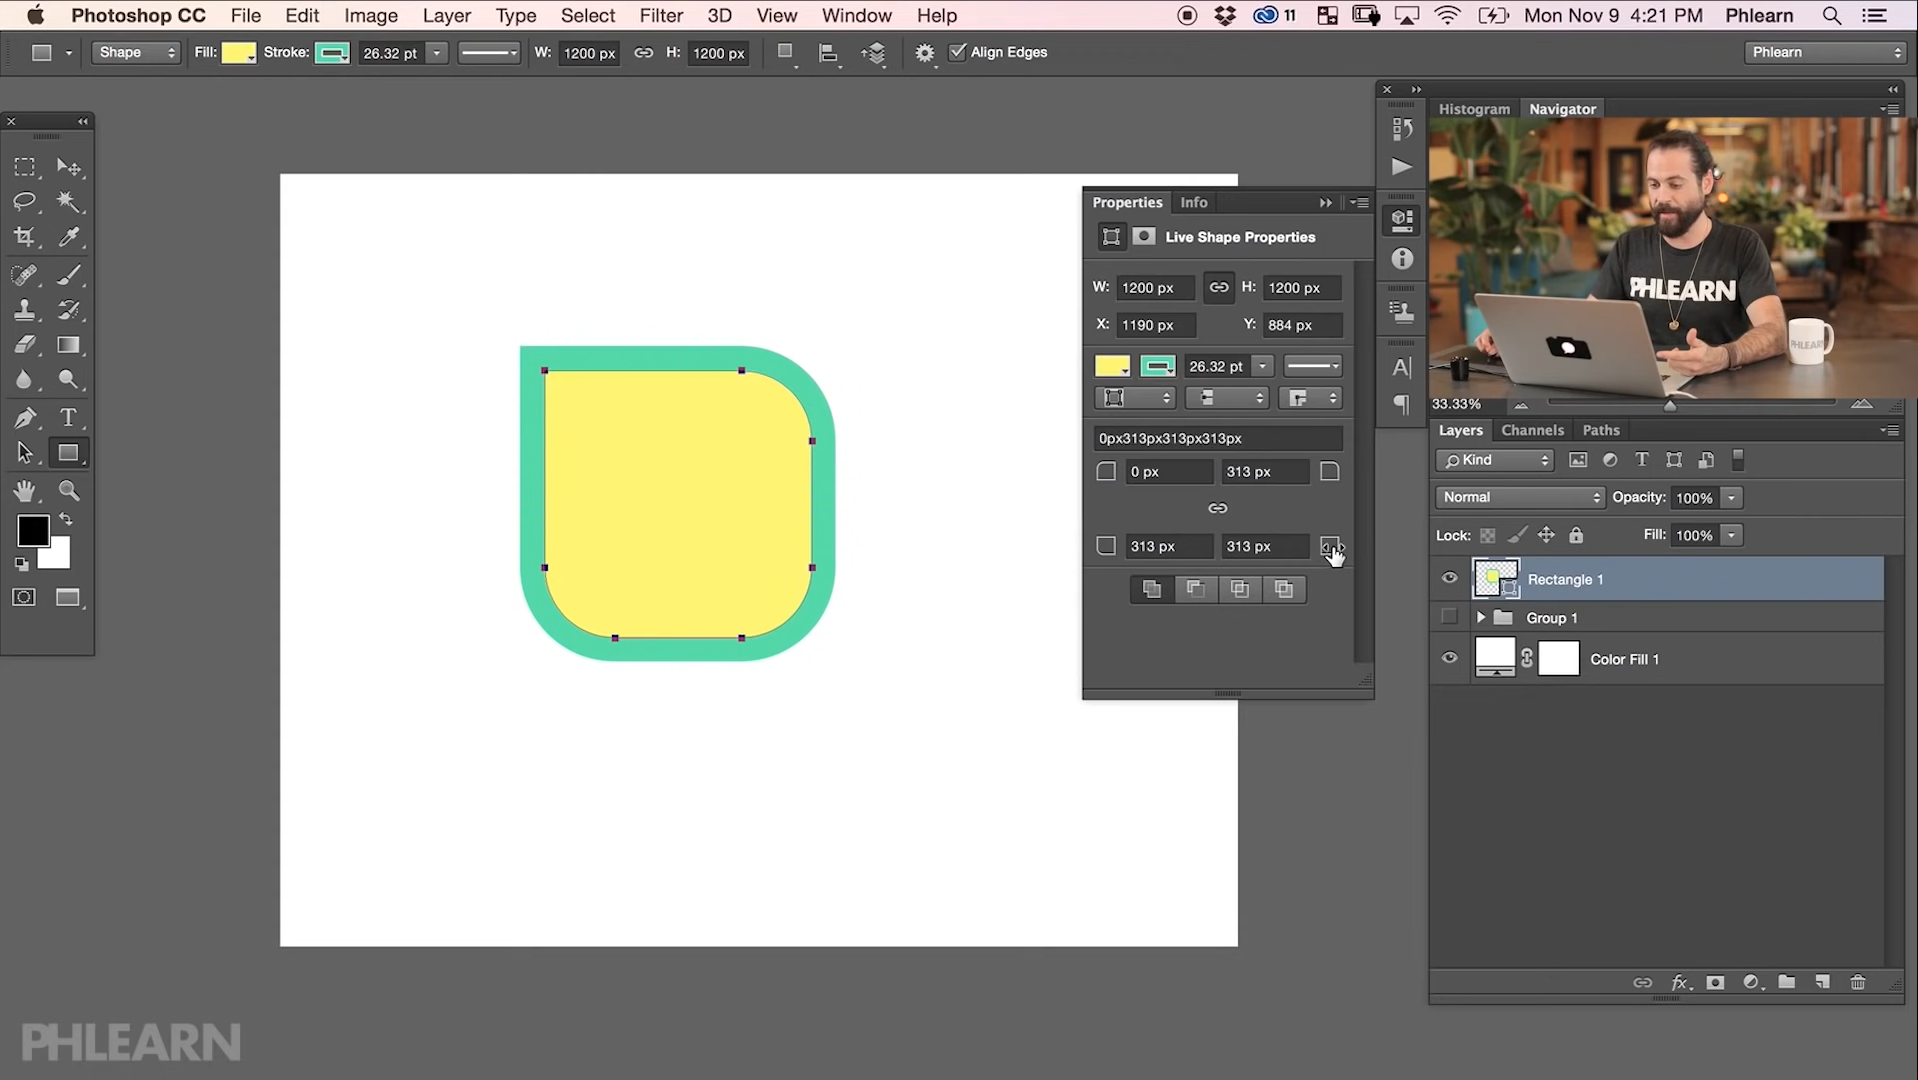 Photoshop CC File Edit Image Layer Type Select Filter 3D View Window Help 11 Mon Nov 9 4:21 PM Phlearn
Shape Fill: Stroke: 26.32 pt W: 1200 px H: 1200 px Align Edges Phlearn
Histogram Navigator
PHLEARN
PHLEARN
33.33%
Properties Info
Live Shape Properties
W: 1200 px H: 1200 px
X: 1190 px Y: 884 px
26.32 pt
0px313px313px313px
0 px 313 px
313 px 313 px
Layers Channels Paths
Kind
Normal Opacity: 100%
Lock: Fill: 100%
Rectangle 1
Group 1
Color Fill 1
PHLEARN